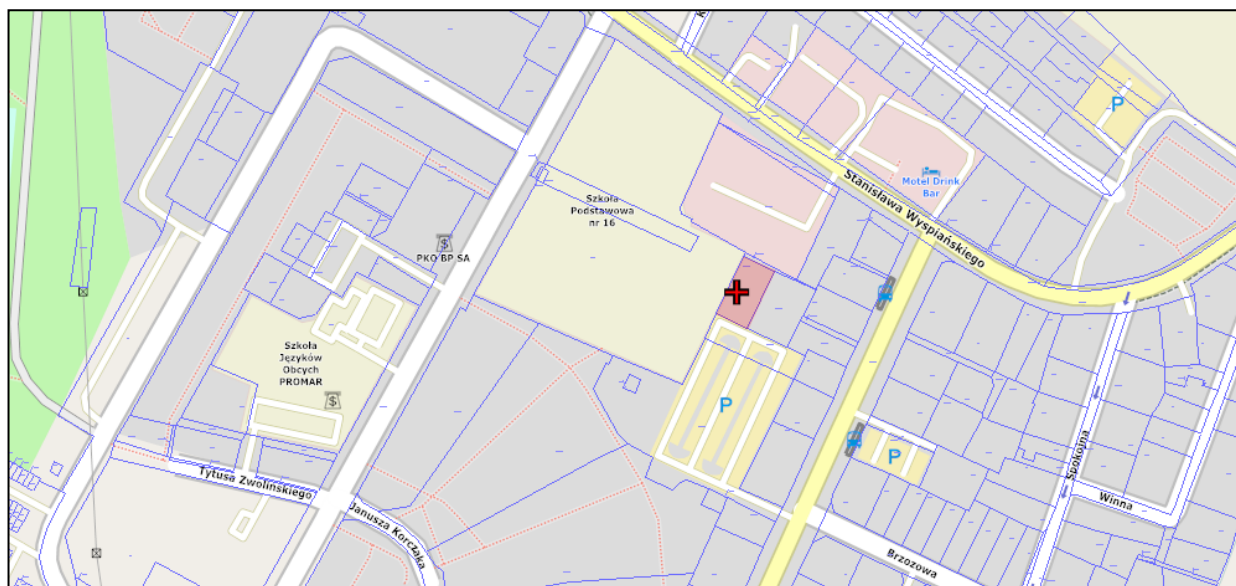 P
Stanisława Wyspiańskiego
Motel Drink
Bar
Szkoła
Podstawowa
nr 16
PKO BP SA
Szkoła
Języków
Obcych
PROMAR
P
P
Spokojna
Winna
Tytusa Zwolińskiego
Janusza Korczaka
Brzozowa